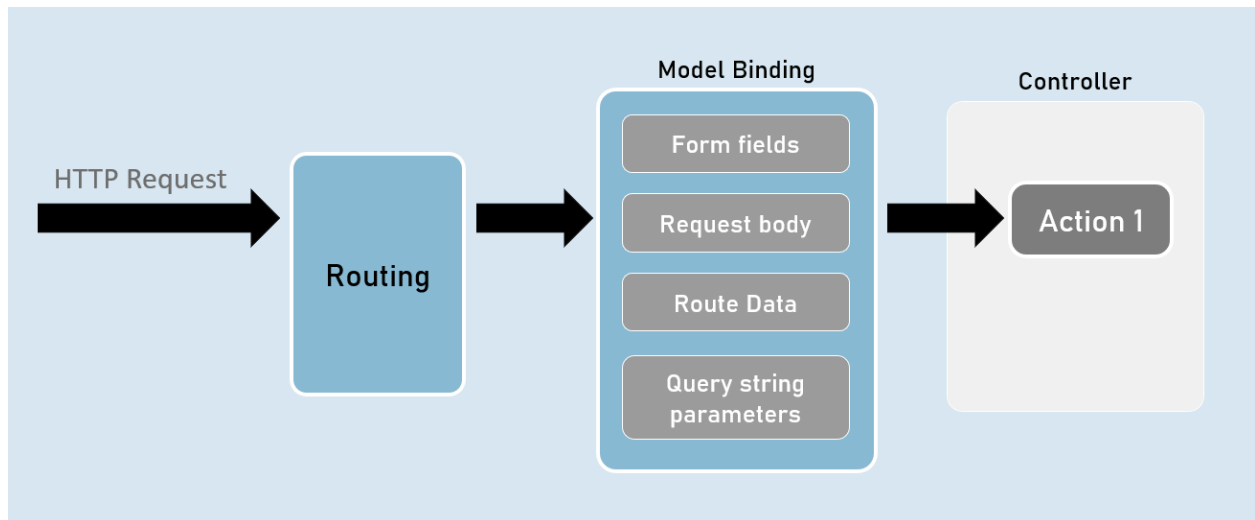 HTTP Request
Routing
Model Binding
Form fields
Request body
Route Data
Query string
parameters
Controller
Action 1